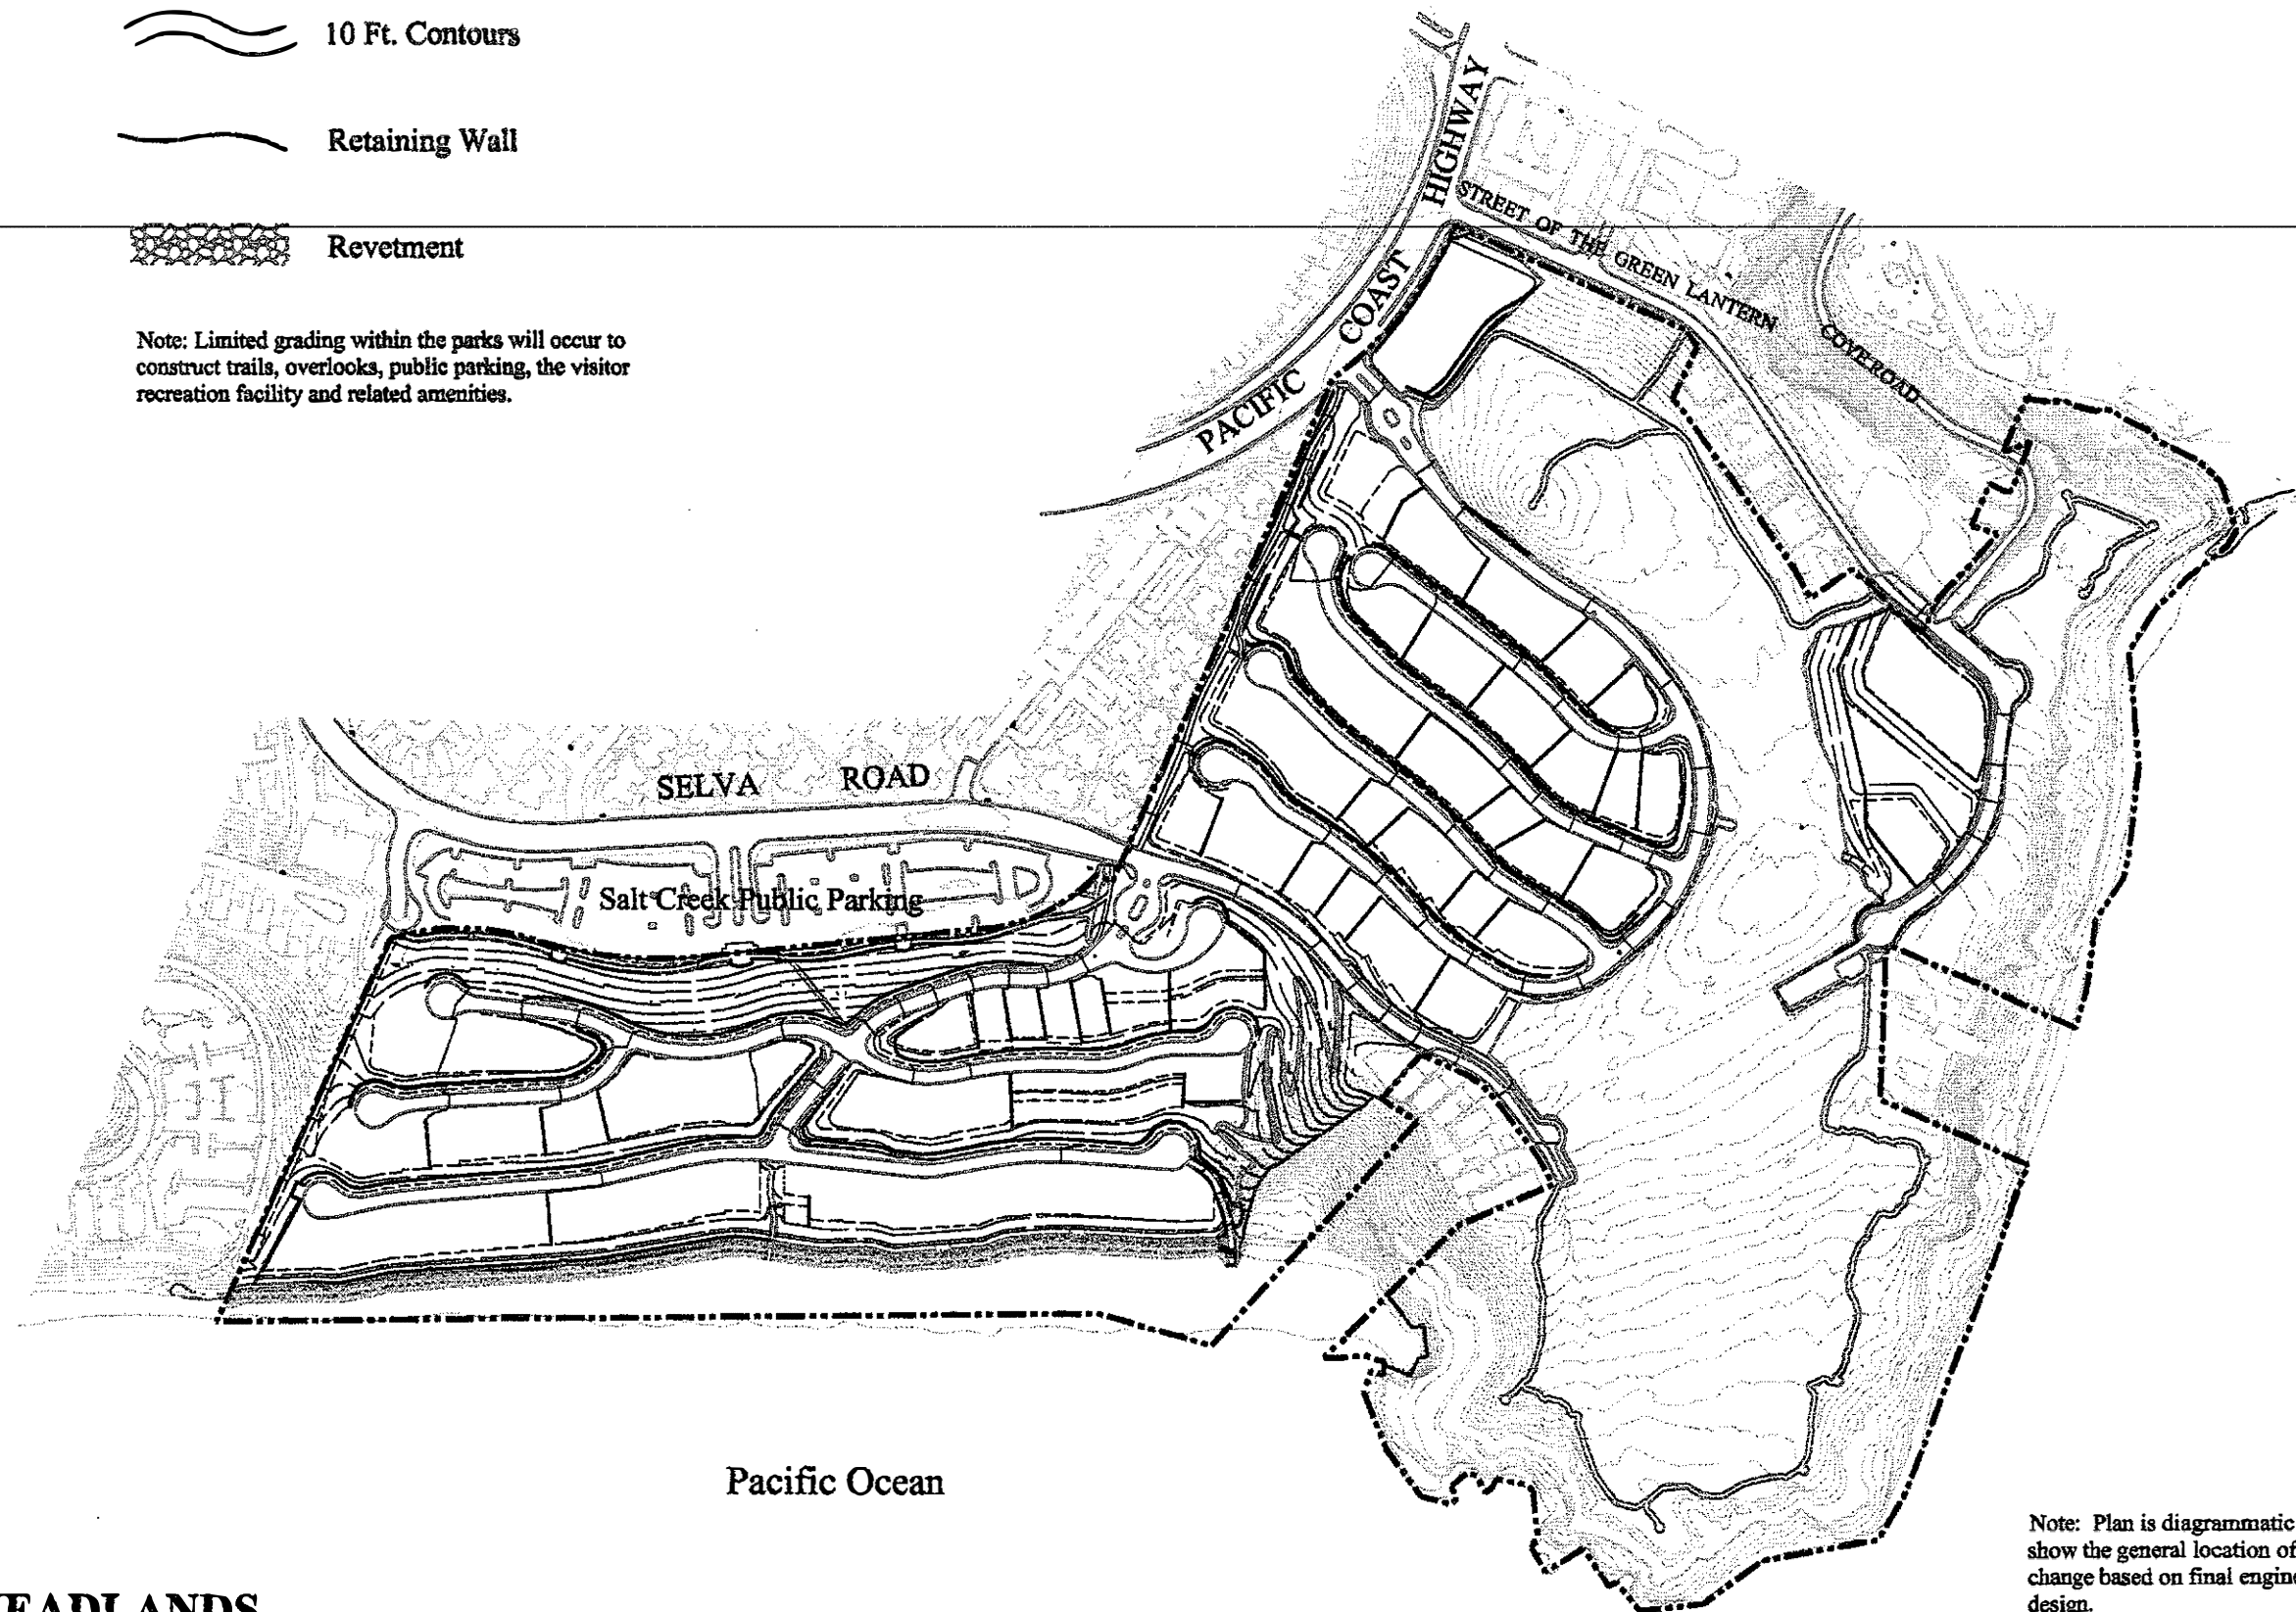 10 Ft. Contours
Retaining Wall
Revetment
Note: Limited grading within the parks will occur to
construct trails, overlooks, public parking, the visitor
recreation facility and related amenities.
PACIFIC COAST HIGHWAY
STREET OF THE GREEN LANTERN
COVE ROAD
SELVA ROAD
Salt Creek Public Parking
Pacific Ocean
Note: Plan is diagrammatic
show the general location of
change based on final engine
design.
EADLANDS